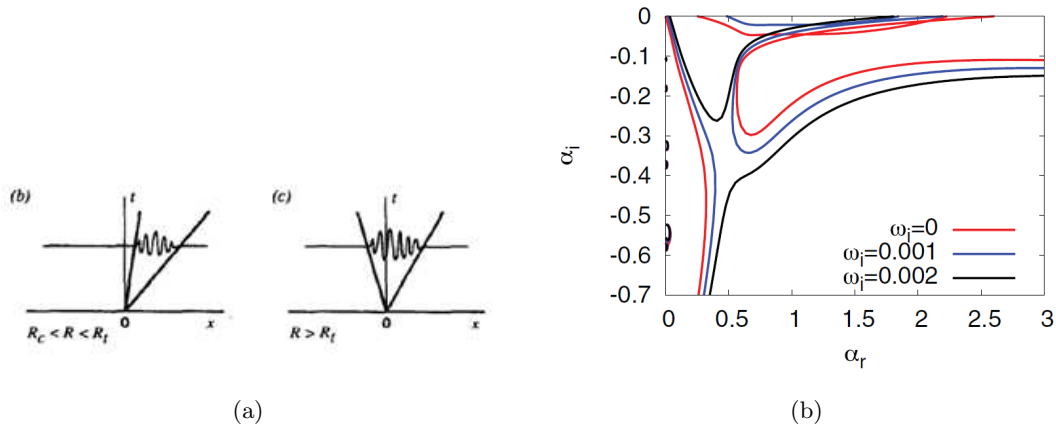 (b)
t
0
x
R_c < R < R_t
(c)
t
0
x
R > R_t
(a)
0
-0.1
-0.2
-0.3
-0.4
-0.5
-0.6
-0.7
α_i
ω_i=0
ω_i=0.001
ω_i=0.002
0 0.5 1 1.5 2 2.5 3
α_r
(b)